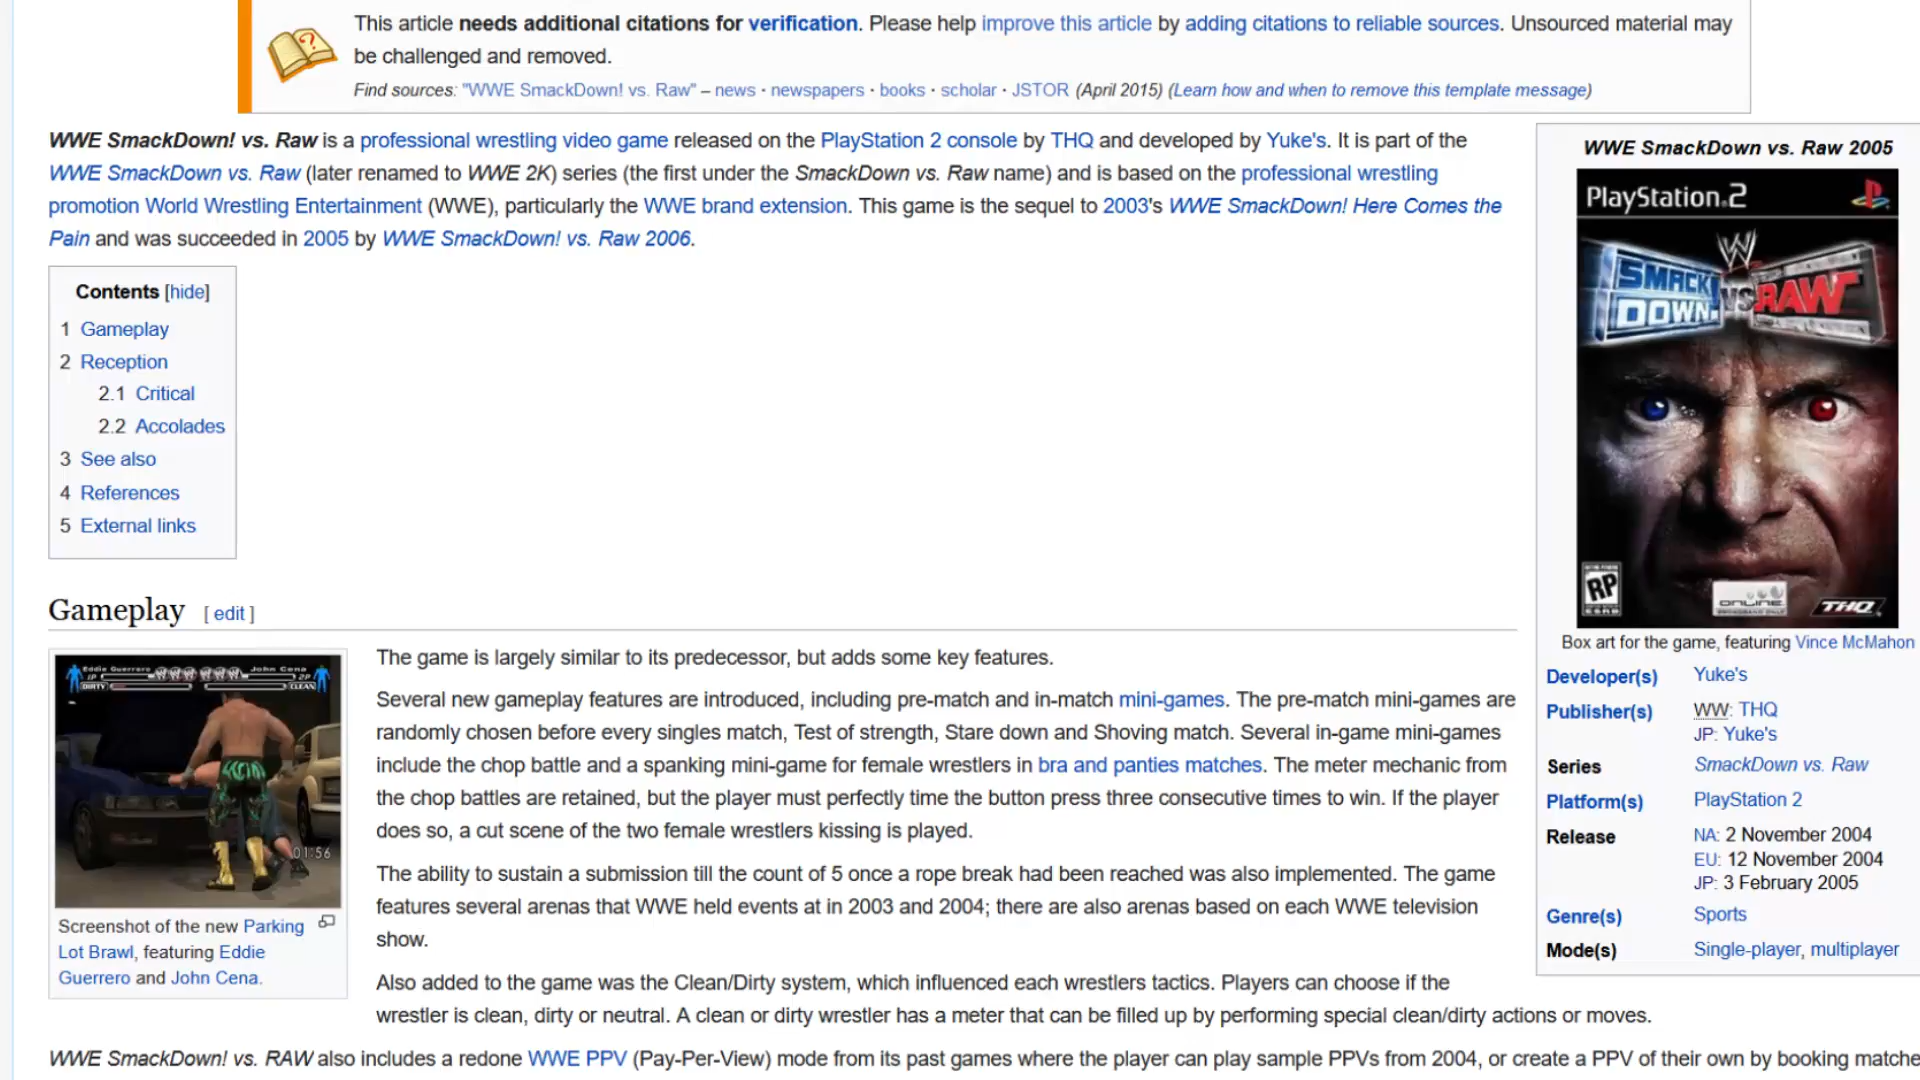 This article needs additional citations for verification. Please help improve this article by adding citations to reliable sources. Unsourced material may
be challenged and removed.
Find sources: "WWE SmackDown! vs. Raw" – news · newspapers · books · scholar · JSTOR (April 2015) (Learn how and when to remove this template message)
WWE SmackDown! vs. Raw is a professional wrestling video game released on the PlayStation 2 console by THQ and developed by Yuke's. It is part of the
WWE SmackDown vs. Raw (later renamed to WWE 2K) series (the first under the SmackDown vs. Raw name) and is based on the professional wrestling
promotion World Wrestling Entertainment (WWE), particularly the WWE brand extension. This game is the sequel to 2003's WWE SmackDown! Here Comes the
Pain and was succeeded in 2005 by WWE SmackDown! vs. Raw 2006.
Contents [hide]
1 Gameplay
2 Reception
2.1 Critical
2.2 Accolades
3 See also
4 References
5 External links
Gameplay [ edit ]
Eddie Guerrero John Cena
1P 2P
DIRTY CLEAN
01:56
Screenshot of the new Parking
Lot Brawl, featuring Eddie
Guerrero and John Cena.
The game is largely similar to its predecessor, but adds some key features.
Several new gameplay features are introduced, including pre-match and in-match mini-games. The pre-match mini-games are
randomly chosen before every singles match, Test of strength, Stare down and Shoving match. Several in-game mini-games
include the chop battle and a spanking mini-game for female wrestlers in bra and panties matches. The meter mechanic from
the chop battles are retained, but the player must perfectly time the button press three consecutive times to win. If the player
does so, a cut scene of the two female wrestlers kissing is played.
The ability to sustain a submission till the count of 5 once a rope break had been reached was also implemented. The game
features several arenas that WWE held events at in 2003 and 2004; there are also arenas based on each WWE television
show.
Also added to the game was the Clean/Dirty system, which influenced each wrestlers tactics. Players can choose if the
wrestler is clean, dirty or neutral. A clean or dirty wrestler has a meter that can be filled up by performing special clean/dirty actions or moves.
WWE SmackDown! vs. RAW also includes a redone WWE PPV (Pay-Per-View) mode from its past games where the player can play sample PPVs from 2004, or create a PPV of their own by booking matche
WWE SmackDown vs. Raw 2005
PlayStation 2
W
SMACK VS RAW
DOWN!
RP
ESRB
ONLINE
THQ
Box art for the game, featuring Vince McMahon
Developer(s) Yuke's
Publisher(s) WW: THQ
JP: Yuke's
Series SmackDown vs. Raw
Platform(s) PlayStation 2
Release NA: 2 November 2004
EU: 12 November 2004
JP: 3 February 2005
Genre(s) Sports
Mode(s) Single-player, multiplayer